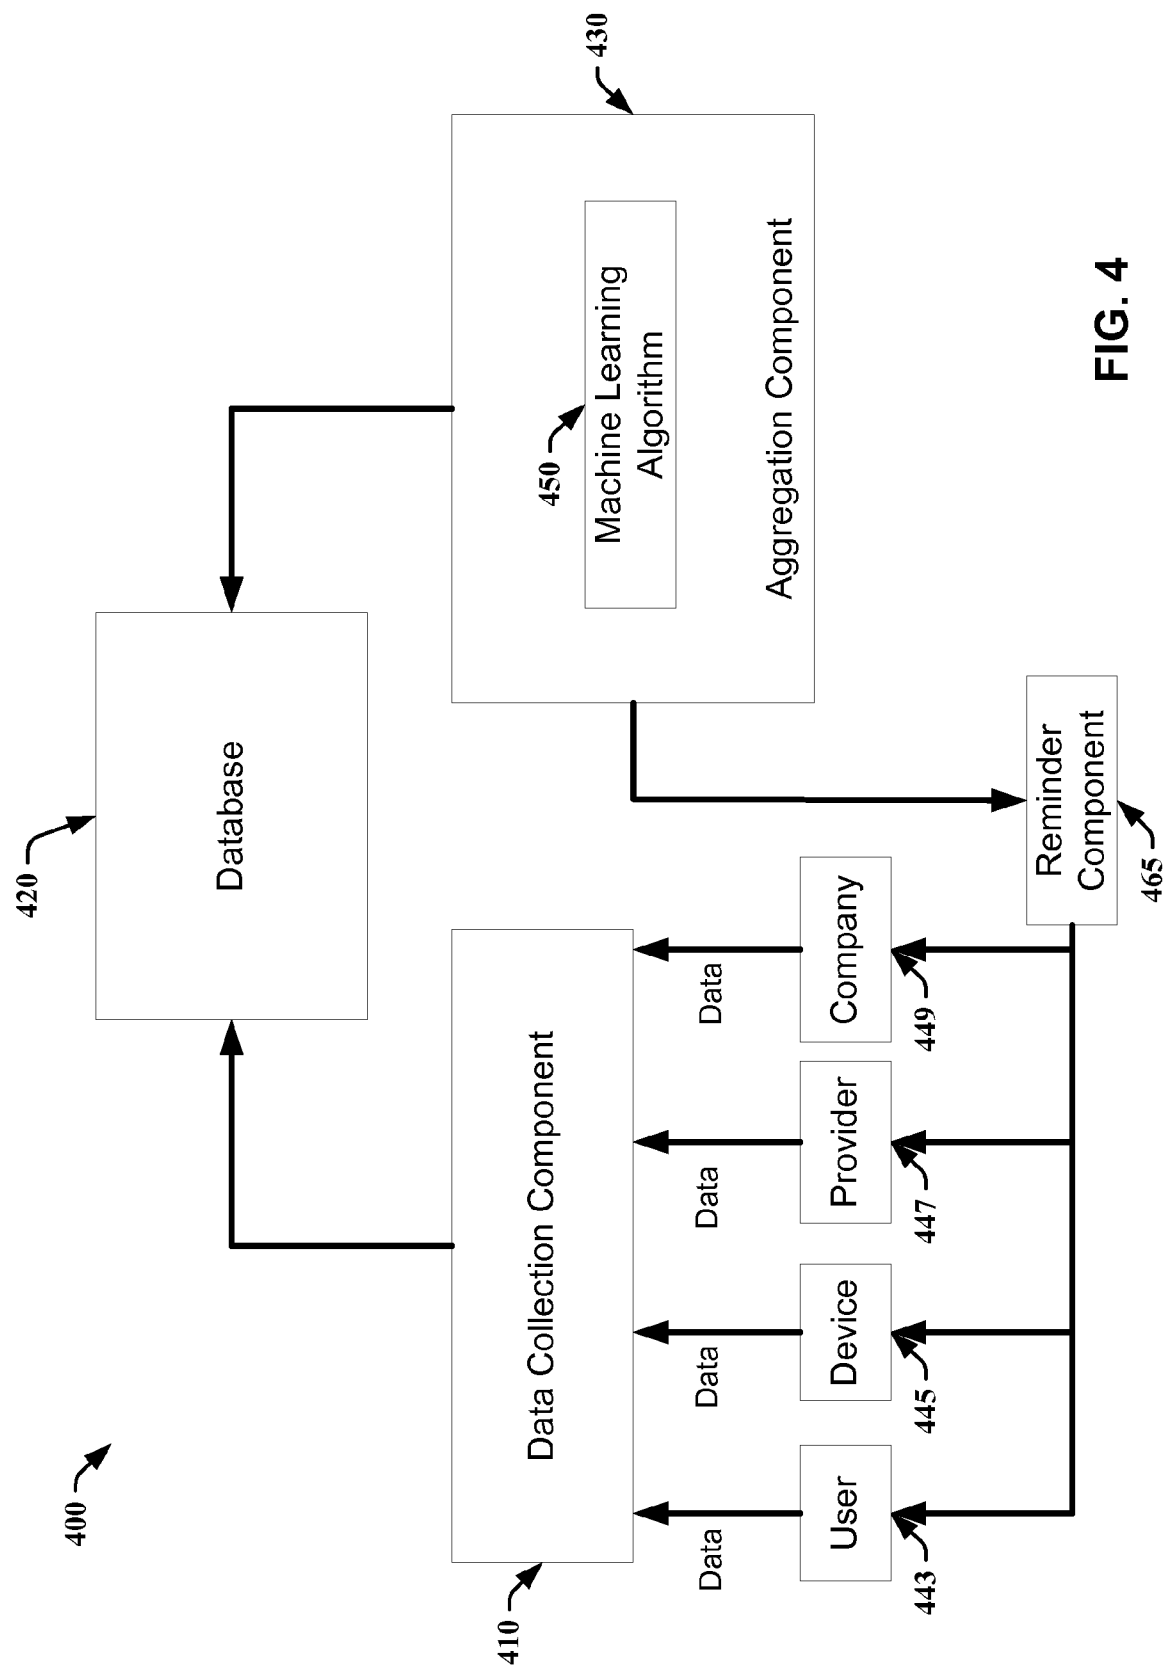 400
420
Database
410
Data Collection Component
430
450
Machine Learning
Algorithm
Aggregation Component
Data
Data
Data
Data
User
Device
Provider
Company
443
445
447
449
Reminder
Component
465
FIG. 4